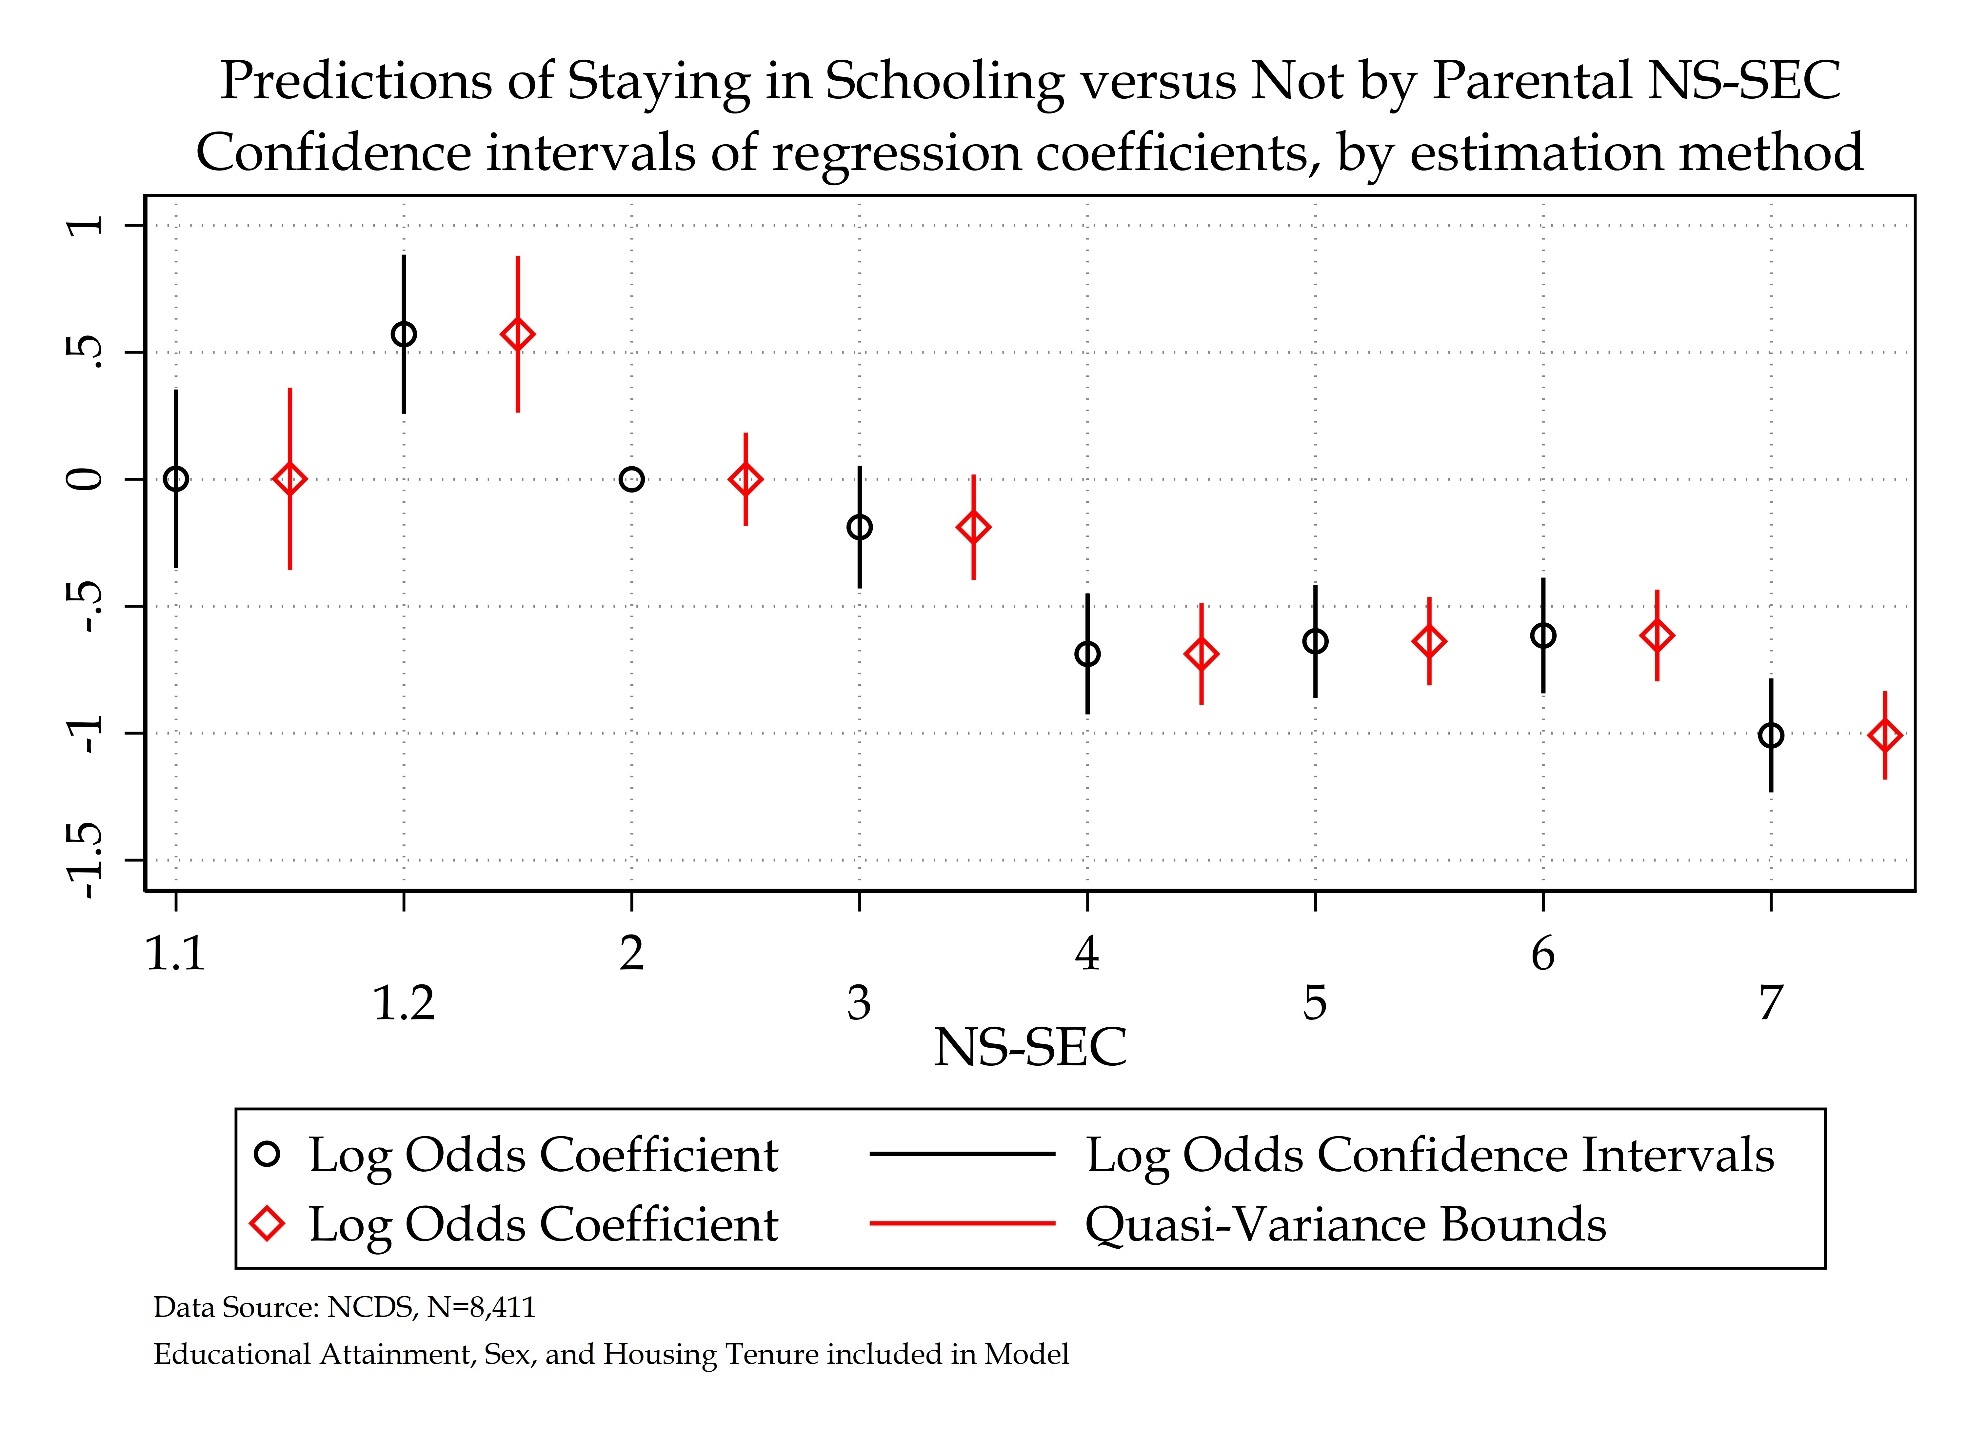 Predictions of Staying in Schooling versus Not by Parental NS-SEC
Confidence intervals of regression coefficients, by estimation method
1
.5
0
-.5
-1
-1.5
1.1
1.2
2
3
4
5
6
7
NS-SEC
Log Odds Coefficient
Log Odds Confidence Intervals
Log Odds Coefficient
Quasi-Variance Bounds
Data Source: NCDS, N=8,411
Educational Attainment, Sex, and Housing Tenure included in Model